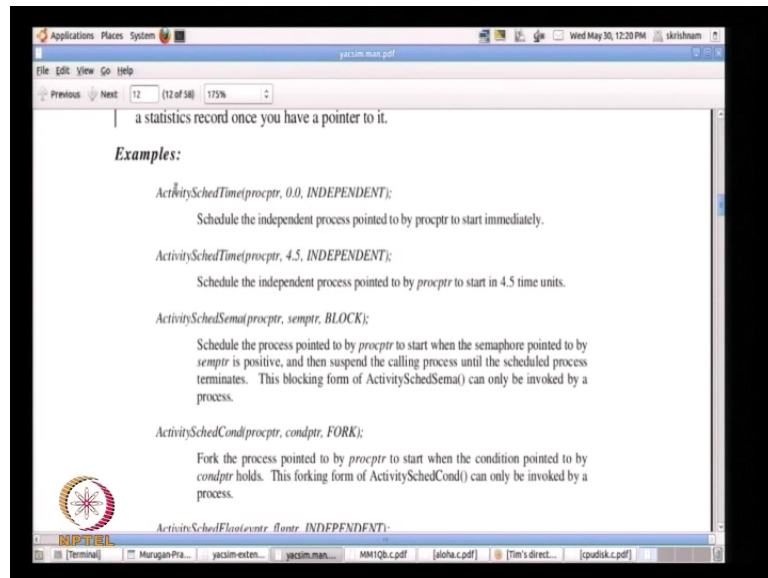 Applications Places System
Wed May 30, 12:20 PM skrishnam
yacsim.man.pdf
File Edit View Go Help
Previous Next 12 (12 of 58) 175%
a statistics record once you have a pointer to it.
Examples:
ActivitySchedTime(procptr, 0.0, INDEPENDENT);
Schedule the independent process pointed to by procptr to start immediately.
ActivitySchedTime(procptr, 4.5, INDEPENDENT);
Schedule the independent process pointed to by procptr to start in 4.5 time units.
ActivitySchedSema(procptr, semptr, BLOCK);
Schedule the process pointed to by procptr to start when the semaphore pointed to by
semptr is positive, and then suspend the calling process until the scheduled process
terminates. This blocking form of ActivitySchedSema() can only be invoked by a
process.
ActivitySchedCond(procptr, condptr, FORK);
Fork the process pointed to by procptr to start when the condition pointed to by
condptr holds. This forking form of ActivitySchedCond() can only be invoked by a
process.
ActivitySchedFlag(evptr, flgptr, INDEPENDENT);
NPTEL
[Terminal] Murugan-Pra... yacsim-exten... yacsim.man.... MM1Qb.c.pdf [aloha.c.pdf] [Tim's direct... [cpudisk.c.pdf]